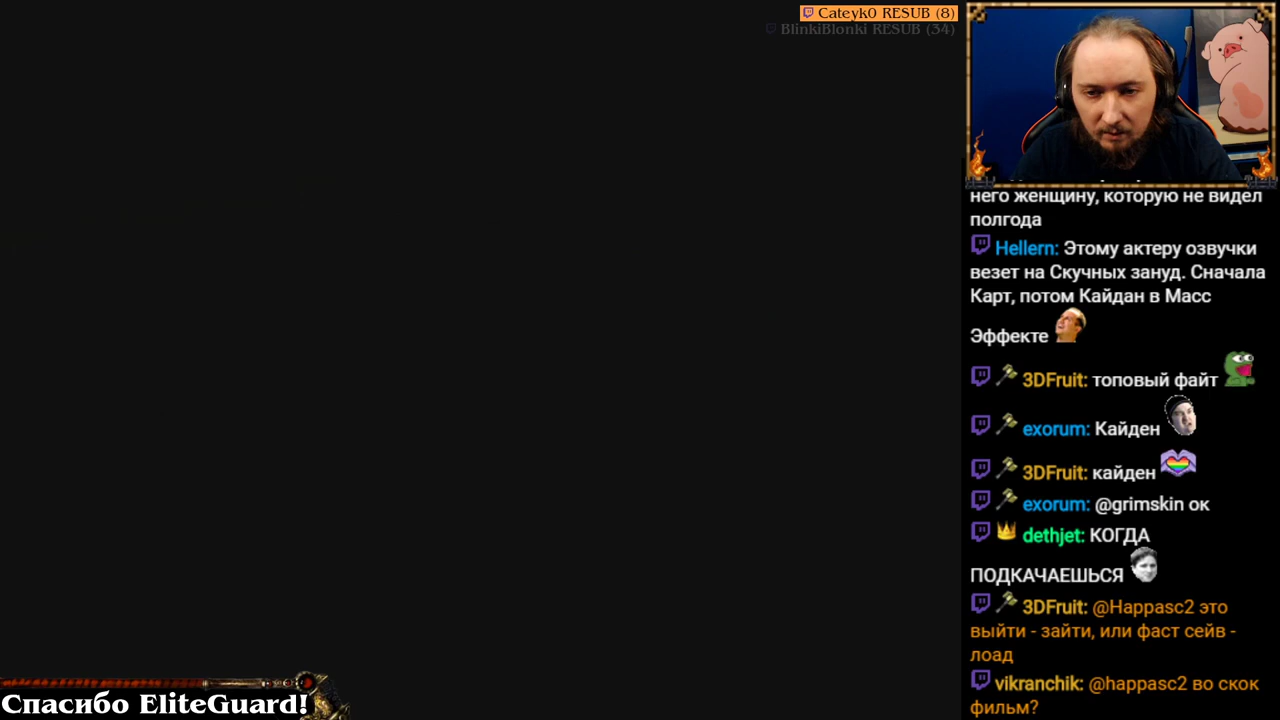 Cateyk0 RESUB (8)
BlinkiBlonki RESUB (34)
него женщину, которую не видел
полгода
Hellern: Этому актеру озвучки
везет на Скучных зануд. Сначала
Карт, потом Кайдан в Масс
Эффекте
3DFruit: топовый файт
exorum: Кайден
3DFruit: кайден
exorum: @grimskin ок
dethjet: КОГДА
ПОДКАЧАЕШЬСЯ
3DFruit: @Happasc2 это
выйти - зайти, или фаст сейв -
лоад
vikranchik: @happasc2 во скок
фильм?
Спасибо EliteGuard!